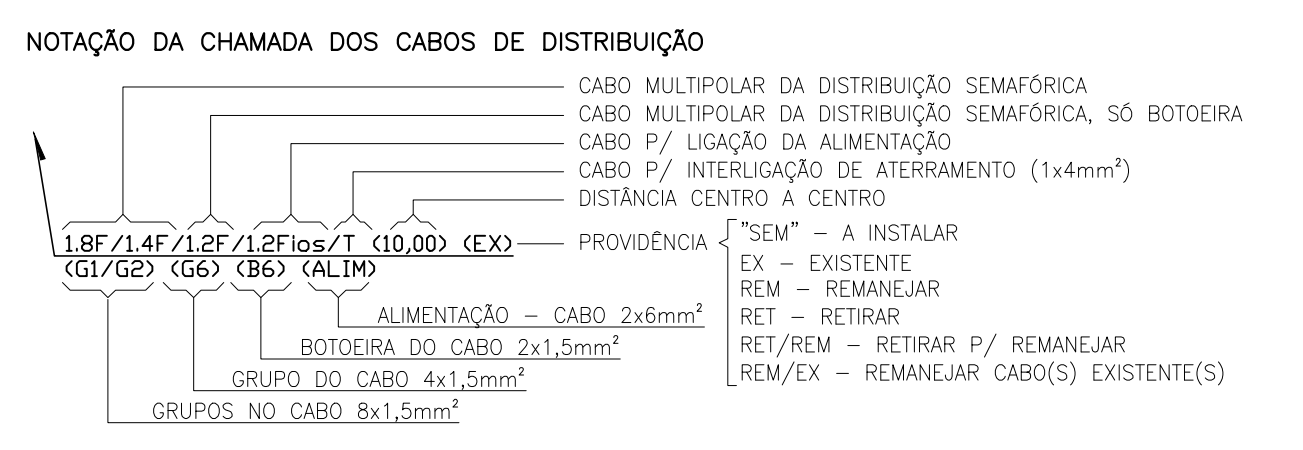 NOTAÇÃO DA CHAMADA DOS CABOS DE DISTRIBUIÇÃO
CABO MULTIPOLAR DA DISTRIBUIÇÃO SEMAFÓRICA
CABO MULTIPOLAR DA DISTRIBUIÇÃO SEMAFÓRICA, SÓ BOTOEIRA
CABO P/ LIGAÇÃO DA ALIMENTAÇÃO
CABO P/ INTERLIGAÇÃO DE ATERRAMENTO (1x4mm²)
DISTÂNCIA CENTRO A CENTRO
1.8F/1.4F/1.2F/1.2Fios/T (10,00) (EX)
(G1/G2) (G6) (B6) (ALIM)
PROVIDÊNCIA
"SEM" – A INSTALAR
EX – EXISTENTE
REM – REMANEJAR
RET – RETIRAR
RET/REM – RETIRAR P/ REMANEJAR
REM/EX – REMANEJAR CABO(S) EXISTENTE(S)
ALIMENTAÇÃO – CABO 2x6mm²
BOTOEIRA DO CABO 2x1,5mm²
GRUPO DO CABO 4x1,5mm²
GRUPOS NO CABO 8x1,5mm²